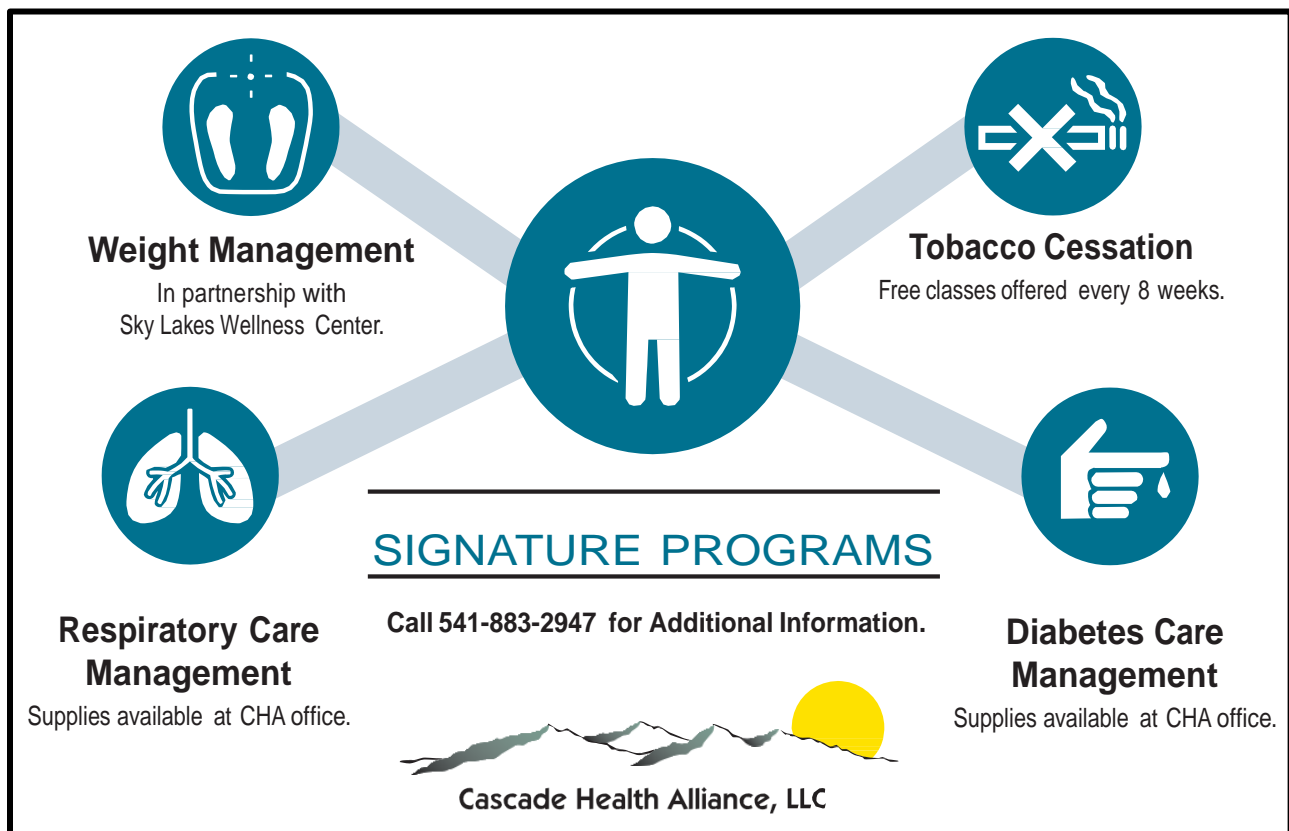 Weight Management
In partnership with
Sky Lakes Wellness Center.
Tobacco Cessation
Free classes offered every 8 weeks.
Respiratory Care
Management
Supplies available at CHA office.
SIGNATURE PROGRAMS
Call 541-883-2947 for Additional Information.
Diabetes Care
Management
Supplies available at CHA office.
Cascade Health Alliance, LLC